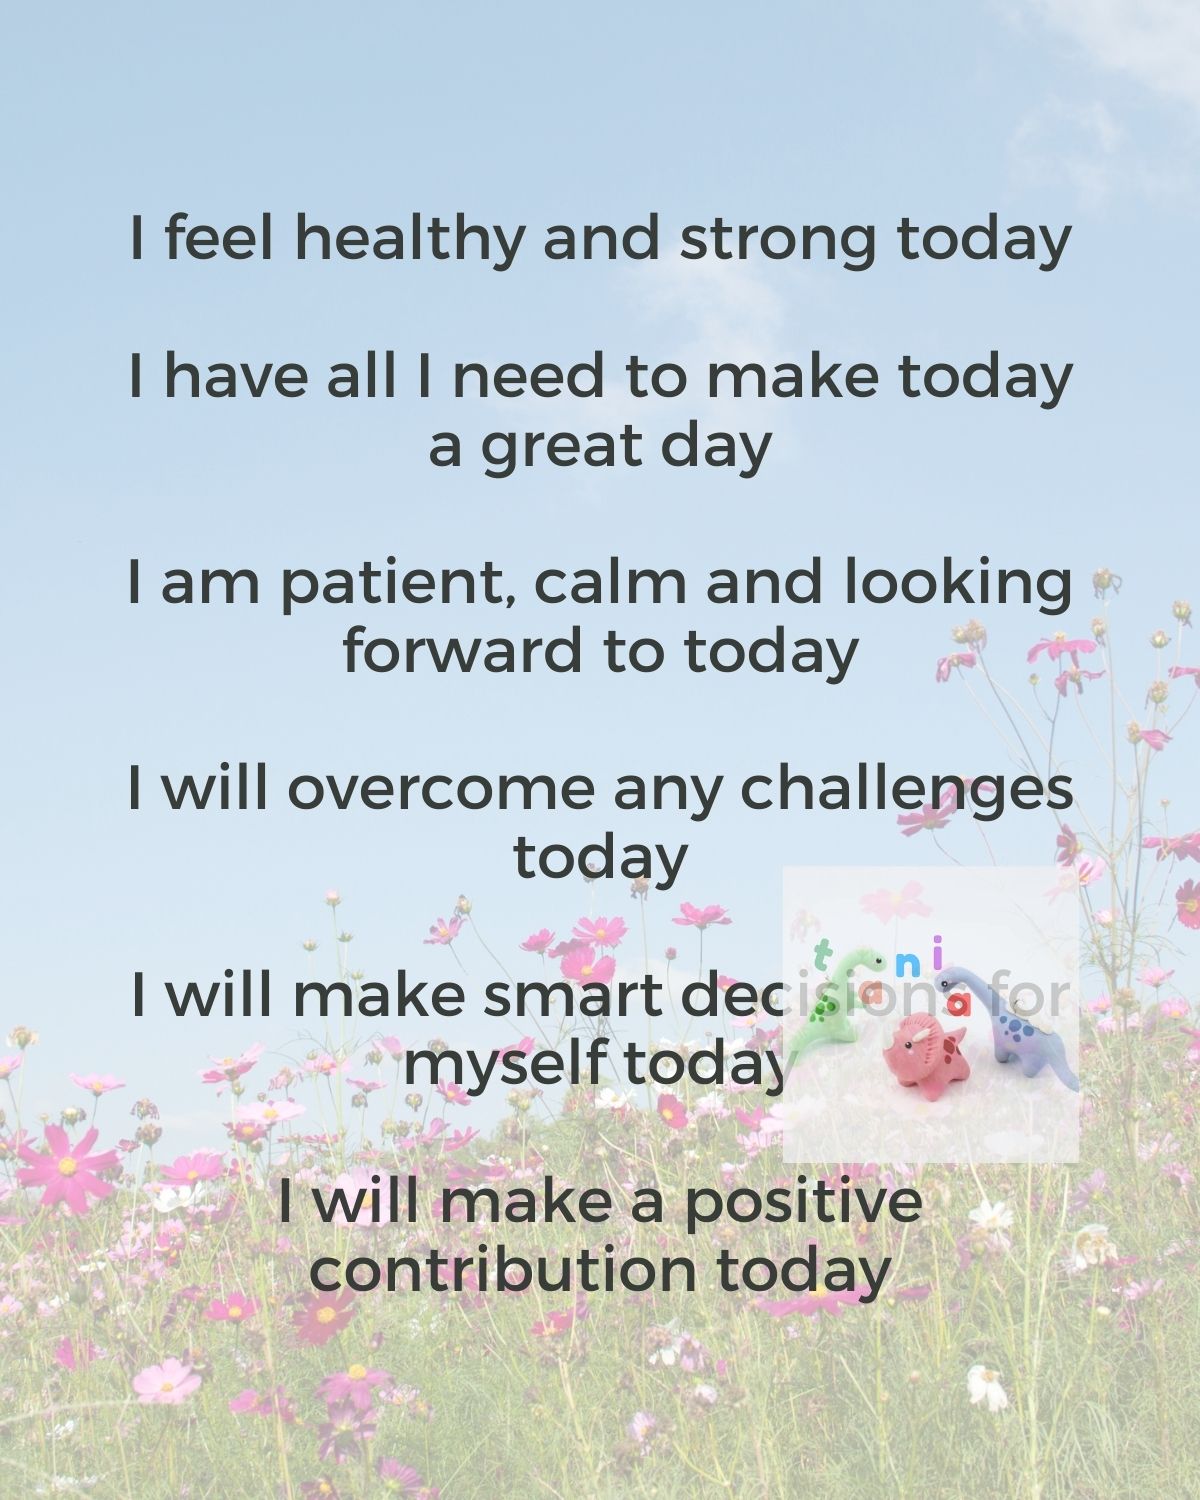 I feel healthy and strong today
I have all I need to make today
a great day
I am patient, calm and looking
forward to today
I will overcome any challenges
today
I will make smart decisions for
myself today
I will make a positive
contribution today
tania